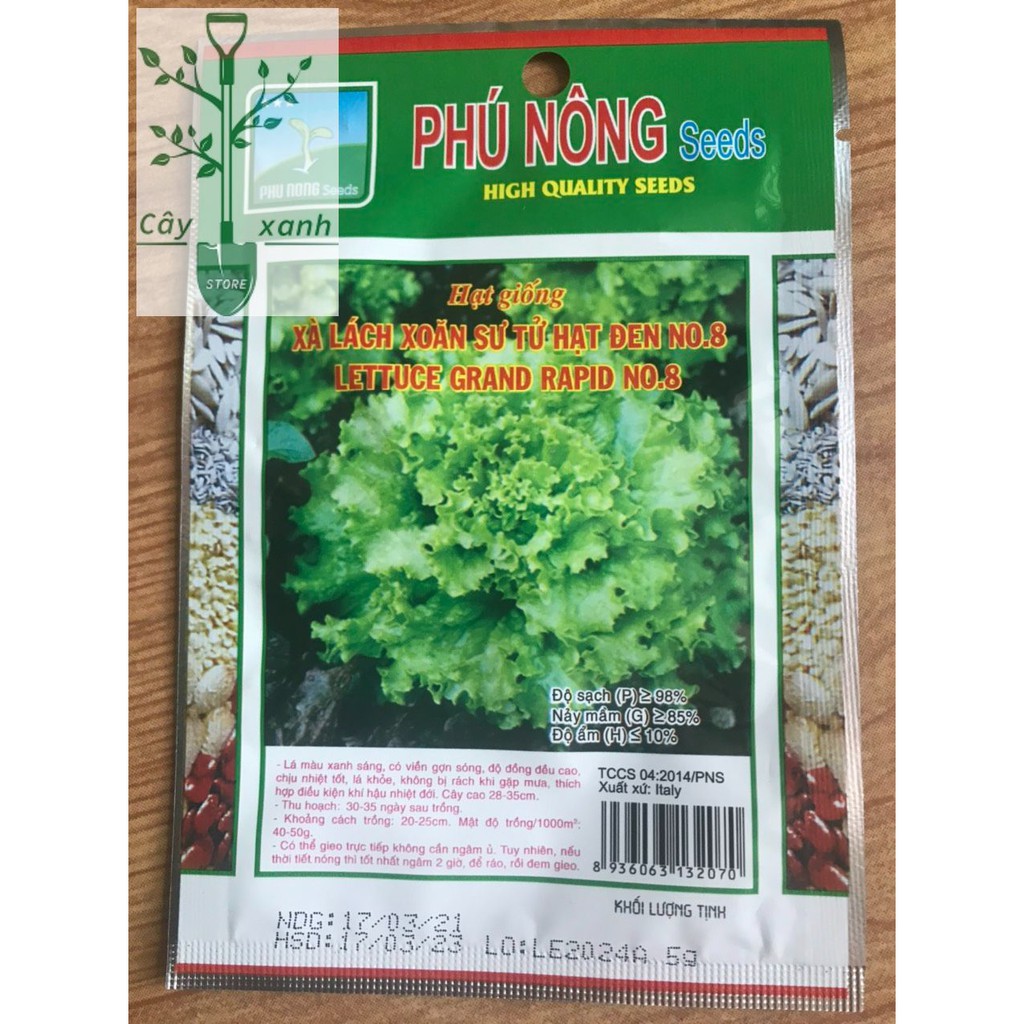 PHÚ NÔNG Seeds
HIGH QUALITY SEEDS
PHU NONG Seeds
Cây xanh
STORE
Hạt giống
XÀ LÁCH XOĂN SƯ TỬ HẠT ĐEN NO.8
LETTUCE GRAND RAPID NO.8
Độ sạch (P) ≥ 98%
Nảy mầm (G) ≥ 85%
Độ ẩm (H) ≤ 10%
- Lá màu xanh sáng, có viền gợn sóng, độ đồng đều cao,
chịu nhiệt tốt, lá khỏe, không bị rách khi gặp mưa, thích
hợp điều kiện khí hậu nhiệt đới. Cây cao 28-35cm.
- Thu hoạch: 30-35 ngày sau trồng.
- Khoảng cách trồng: 20-25cm. Mật độ trồng/1000m²:
40-50g.
- Có thể gieo trực tiếp không cần ngâm ủ. Tuy nhiên, nếu
thời tiết nóng thì tốt nhất ngâm 2 giờ, để ráo, rồi đem gieo.
TCCS 04:2014/PNS
Xuất xứ: Italy
8 936063 132070
KHỐI LƯỢNG TỊNH
NDG:17/03/21
HSD:17/03/23 LO:LE2024A 5g